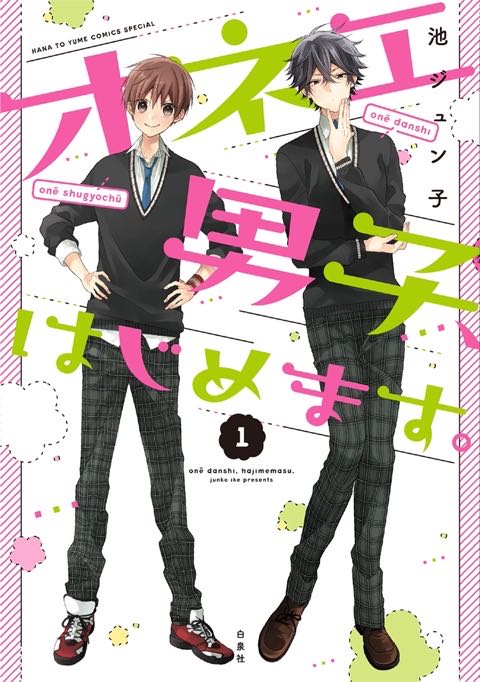 HANA TO YUME COMICS SPECIAL
オネエ
池ジュン子
onē danshi
onē shugyochū
男子、
はじめます。
1
onē danshi, hajimemasu.
junko ike presents
白泉社